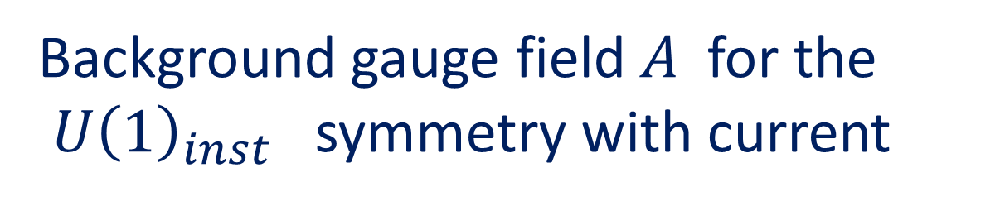 Background gauge field A for the
U(1)inst symmetry with current